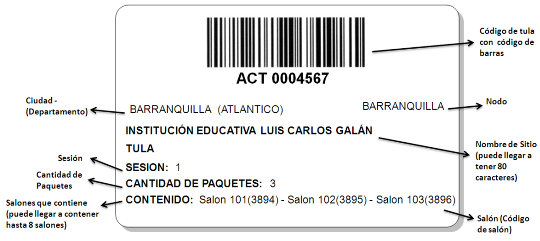 Código de tula
con código de
barras
ACT 0004567
Ciudad -
(Departamento)
BARRANQUILLA (ATLANTICO)
BARRANQUILLA
Nodo
INSTITUCIÓN EDUCATIVA LUIS CARLOS GALÁN
TULA
Nombre de Sitio
(puede llegar a
tener 80
caracteres)
Sesión
SESION: 1
Cantidad de
Paquetes
CANTIDAD DE PAQUETES: 3
Salones que contiene
(puede llegar a contener
hasta 8 salones)
CONTENIDO: Salon 101(3894) - Salon 102(3895) - Salon 103(3896)
Salón (Código
de salón)